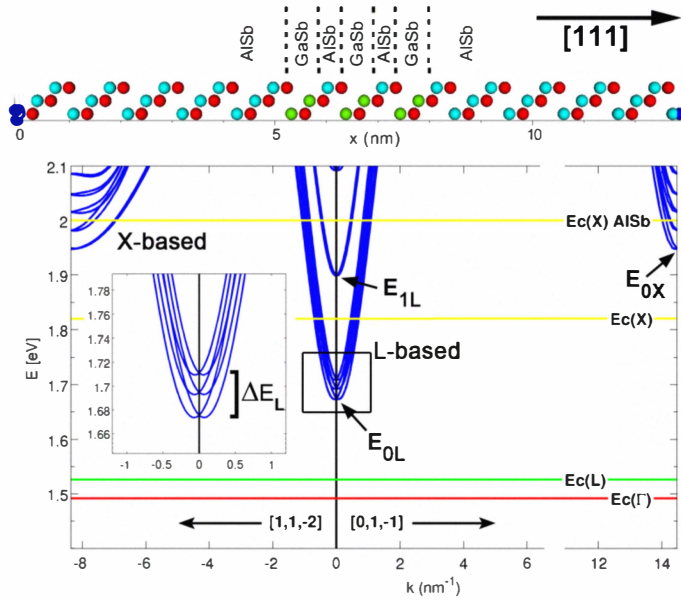 AlSb GaSb AlSb GaSb AlSb GaSb AlSb
[111]
0 5 10
x (nm)
2.1
2
1.9
1.8
1.7
1.6
1.5
E [eV]
X-based
Ec(X) AlSb
E0X
E1L
Ec(X)
L-based
E0L
1.78
1.76
1.74
1.72
1.70
1.68
1.66
ΔEL
-1 -0.5 0 0.5 1
Ec(L)
Ec(Γ)
[1,1,-2] [0,1,-1]
-8 -6 -4 -2 0 2 4 6 12 14
k (nm-1)